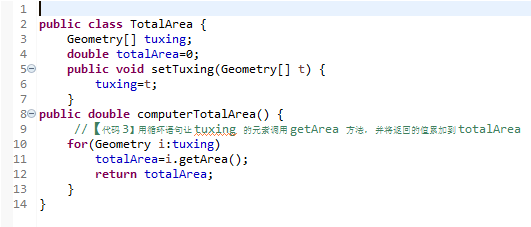 1
2 public class TotalArea {
3 Geometry[] tuxing;
4 double totalArea=0;
5 public void setTuxing(Geometry[] t) {
6 tuxing=t;
7 }
8 public double computerTotalArea() {
9 //【代码3】用循环语句让tuxing 的元素调用getArea 方法, 并将返回的值累加到totalArea
10 for(Geometry i:tuxing)
11 totalArea=i.getArea();
12 return totalArea;
13 }
14 }